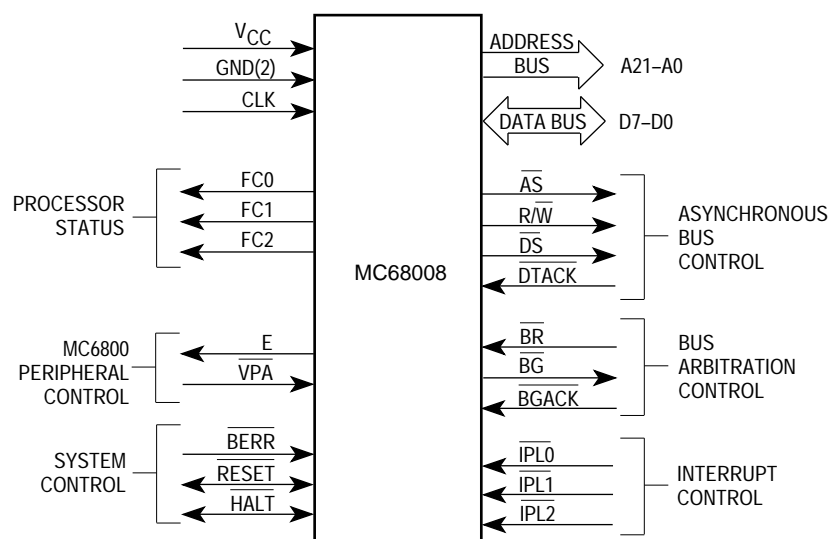 VCC
GND(2)
CLK
PROCESSOR
STATUS
FC0
FC1
FC2
MC6800
PERIPHERAL
CONTROL
E
VPA
SYSTEM
CONTROL
BERR
RESET
HALT
MC68008
ADDRESS
BUS
A21–A0
DATA BUS
D7–D0
AS
R/W
DS
DTACK
ASYNCHRONOUS
BUS
CONTROL
BR
BG
BGACK
BUS
ARBITRATION
CONTROL
IPL0
IPL1
IPL2
INTERRUPT
CONTROL